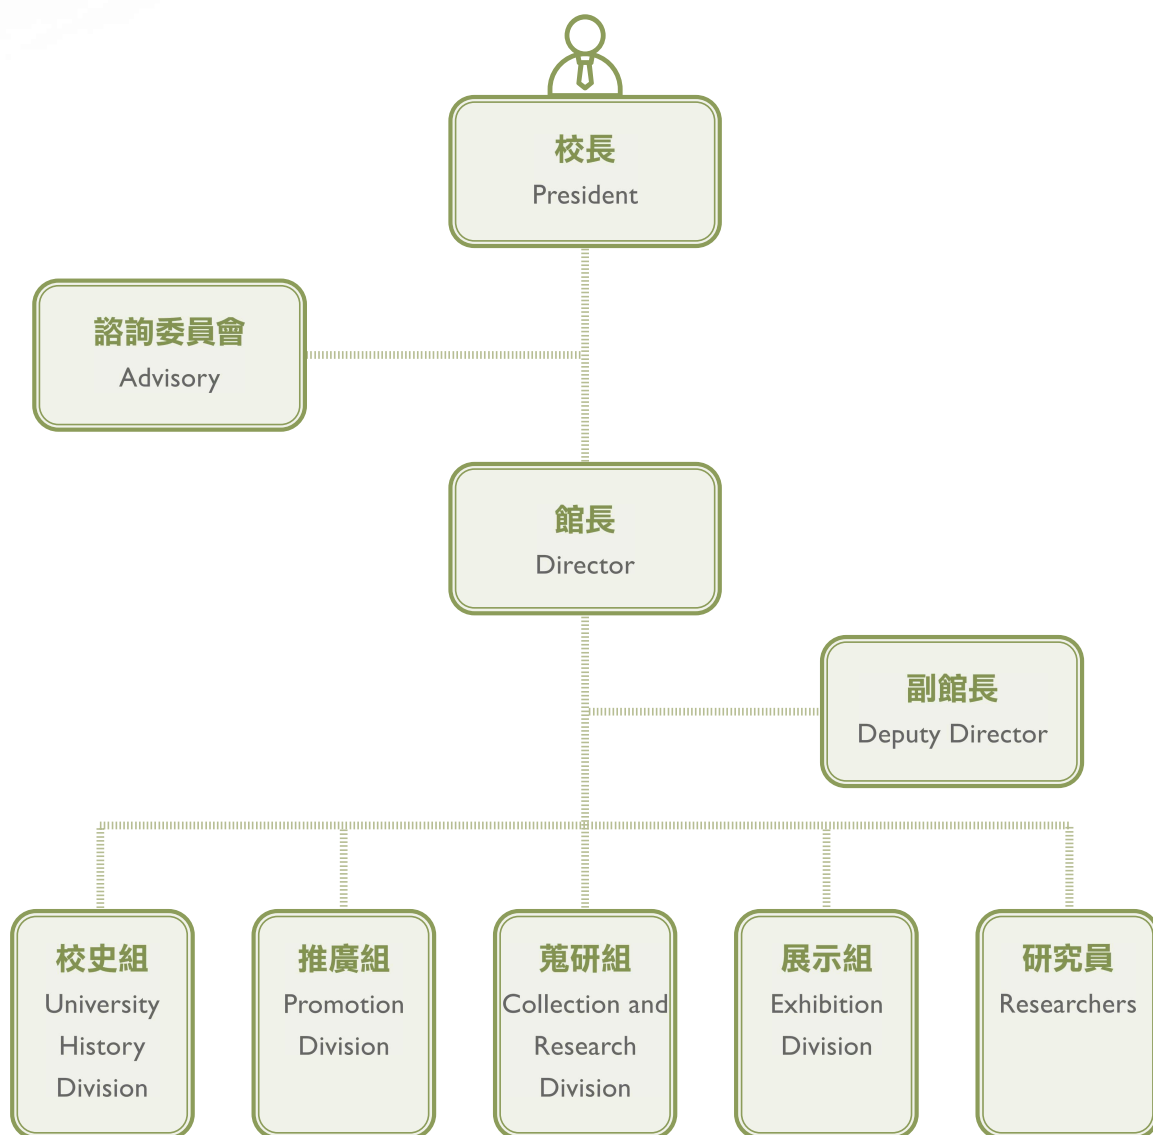 校長
President
諮詢委員會
Advisory
館長
Director
副館長
Deputy Director
校史組
University
History
Division
推廣組
Promotion
Division
蒐研組
Collection and
Research
Division
展示組
Exhibition
Division
研究員
Researchers